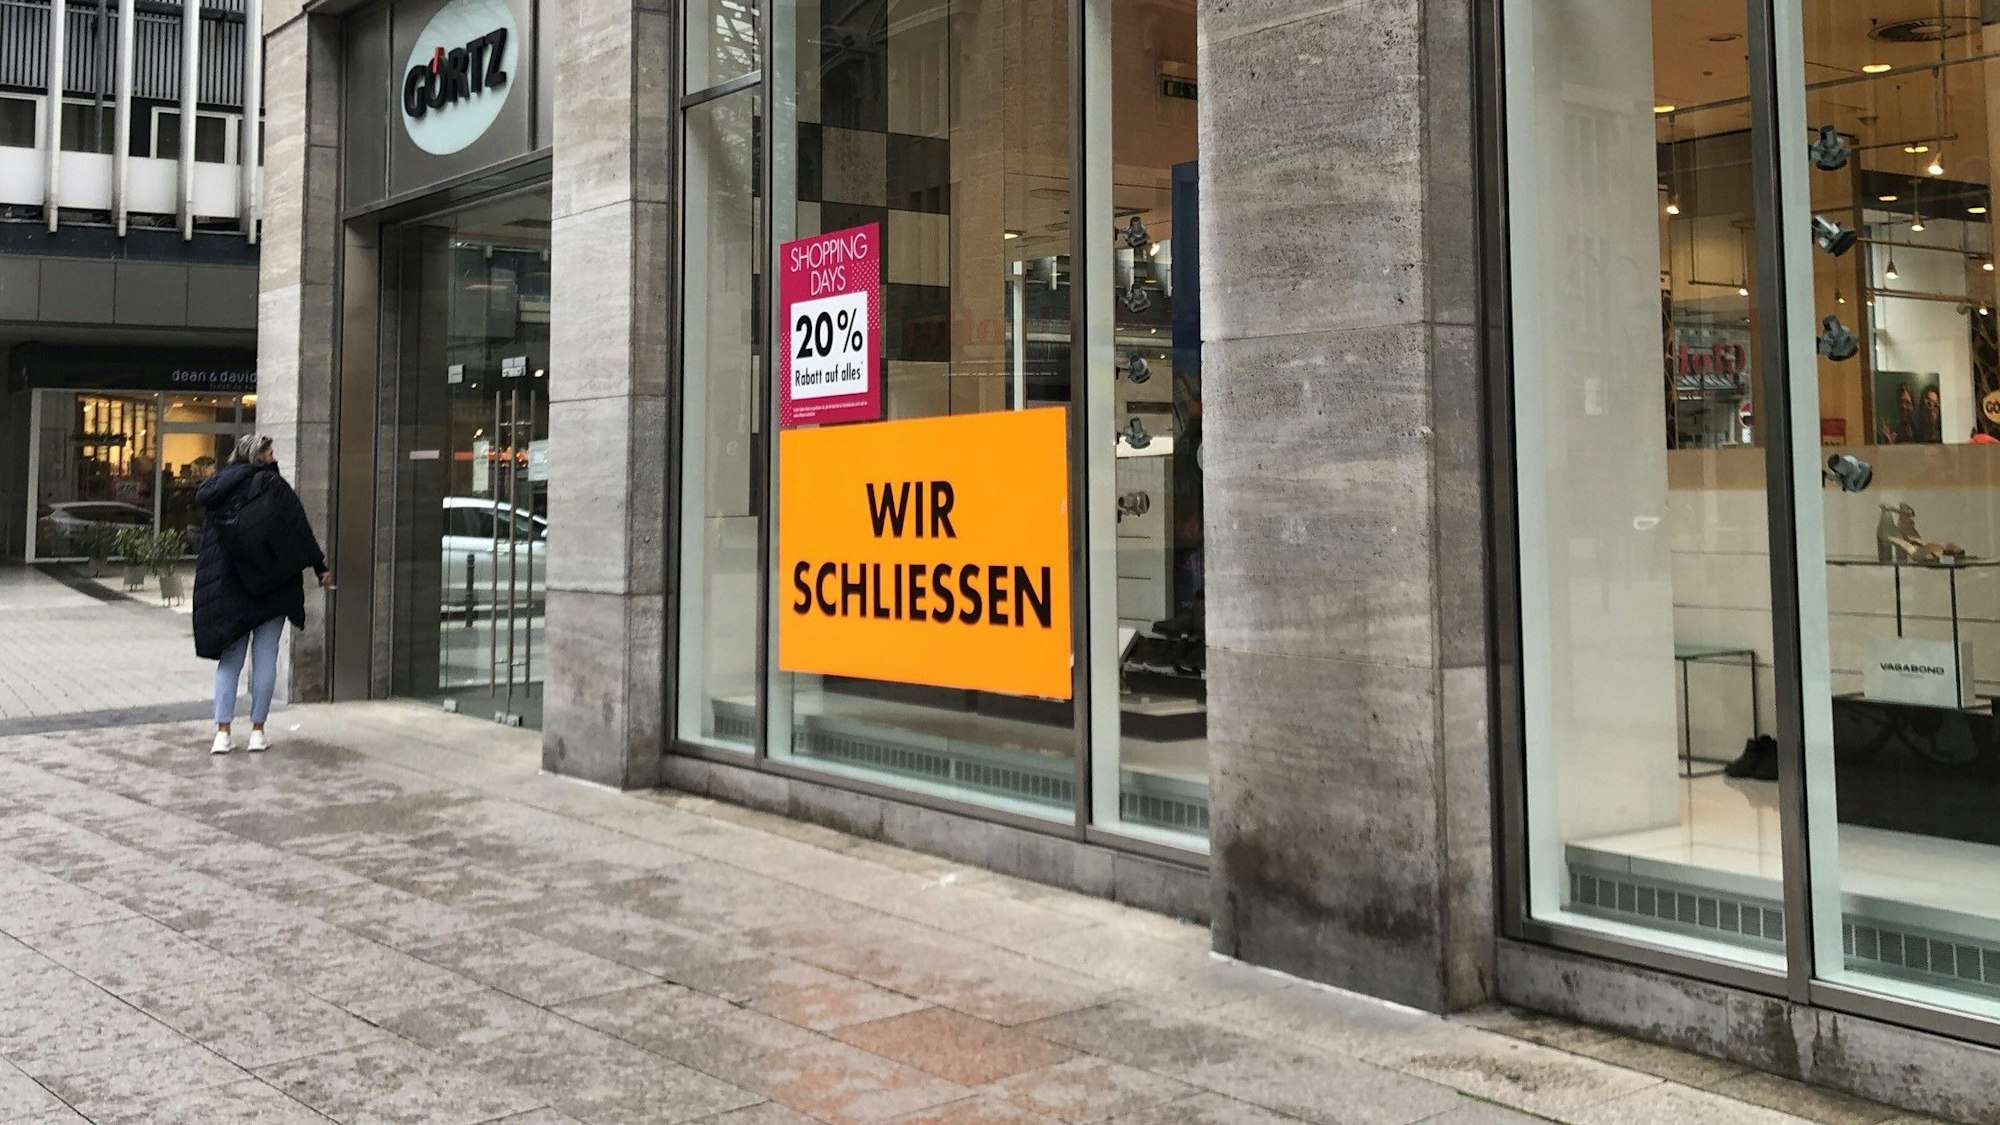 GÖRTZ
dean & david
SHOPPING
DAYS
20%
Rabatt auf alles*
WIR
SCHLIESSEN
VAGABOND